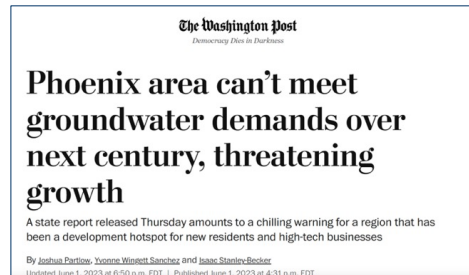 The Washington Post
Democracy Dies in Darkness
Phoenix area can’t meet
groundwater demands over
next century, threatening
growth
A state report released Thursday amounts to a chilling warning for a region that has
been a development hotspot for new residents and high-tech businesses
By Joshua Partlow, Yvonne Wingett Sanchez and Isaac Stanley-Becker
Updated June 1, 2023 at 6:50 p.m. EDT | Published June 1, 2023 at 4:31 p.m. EDT